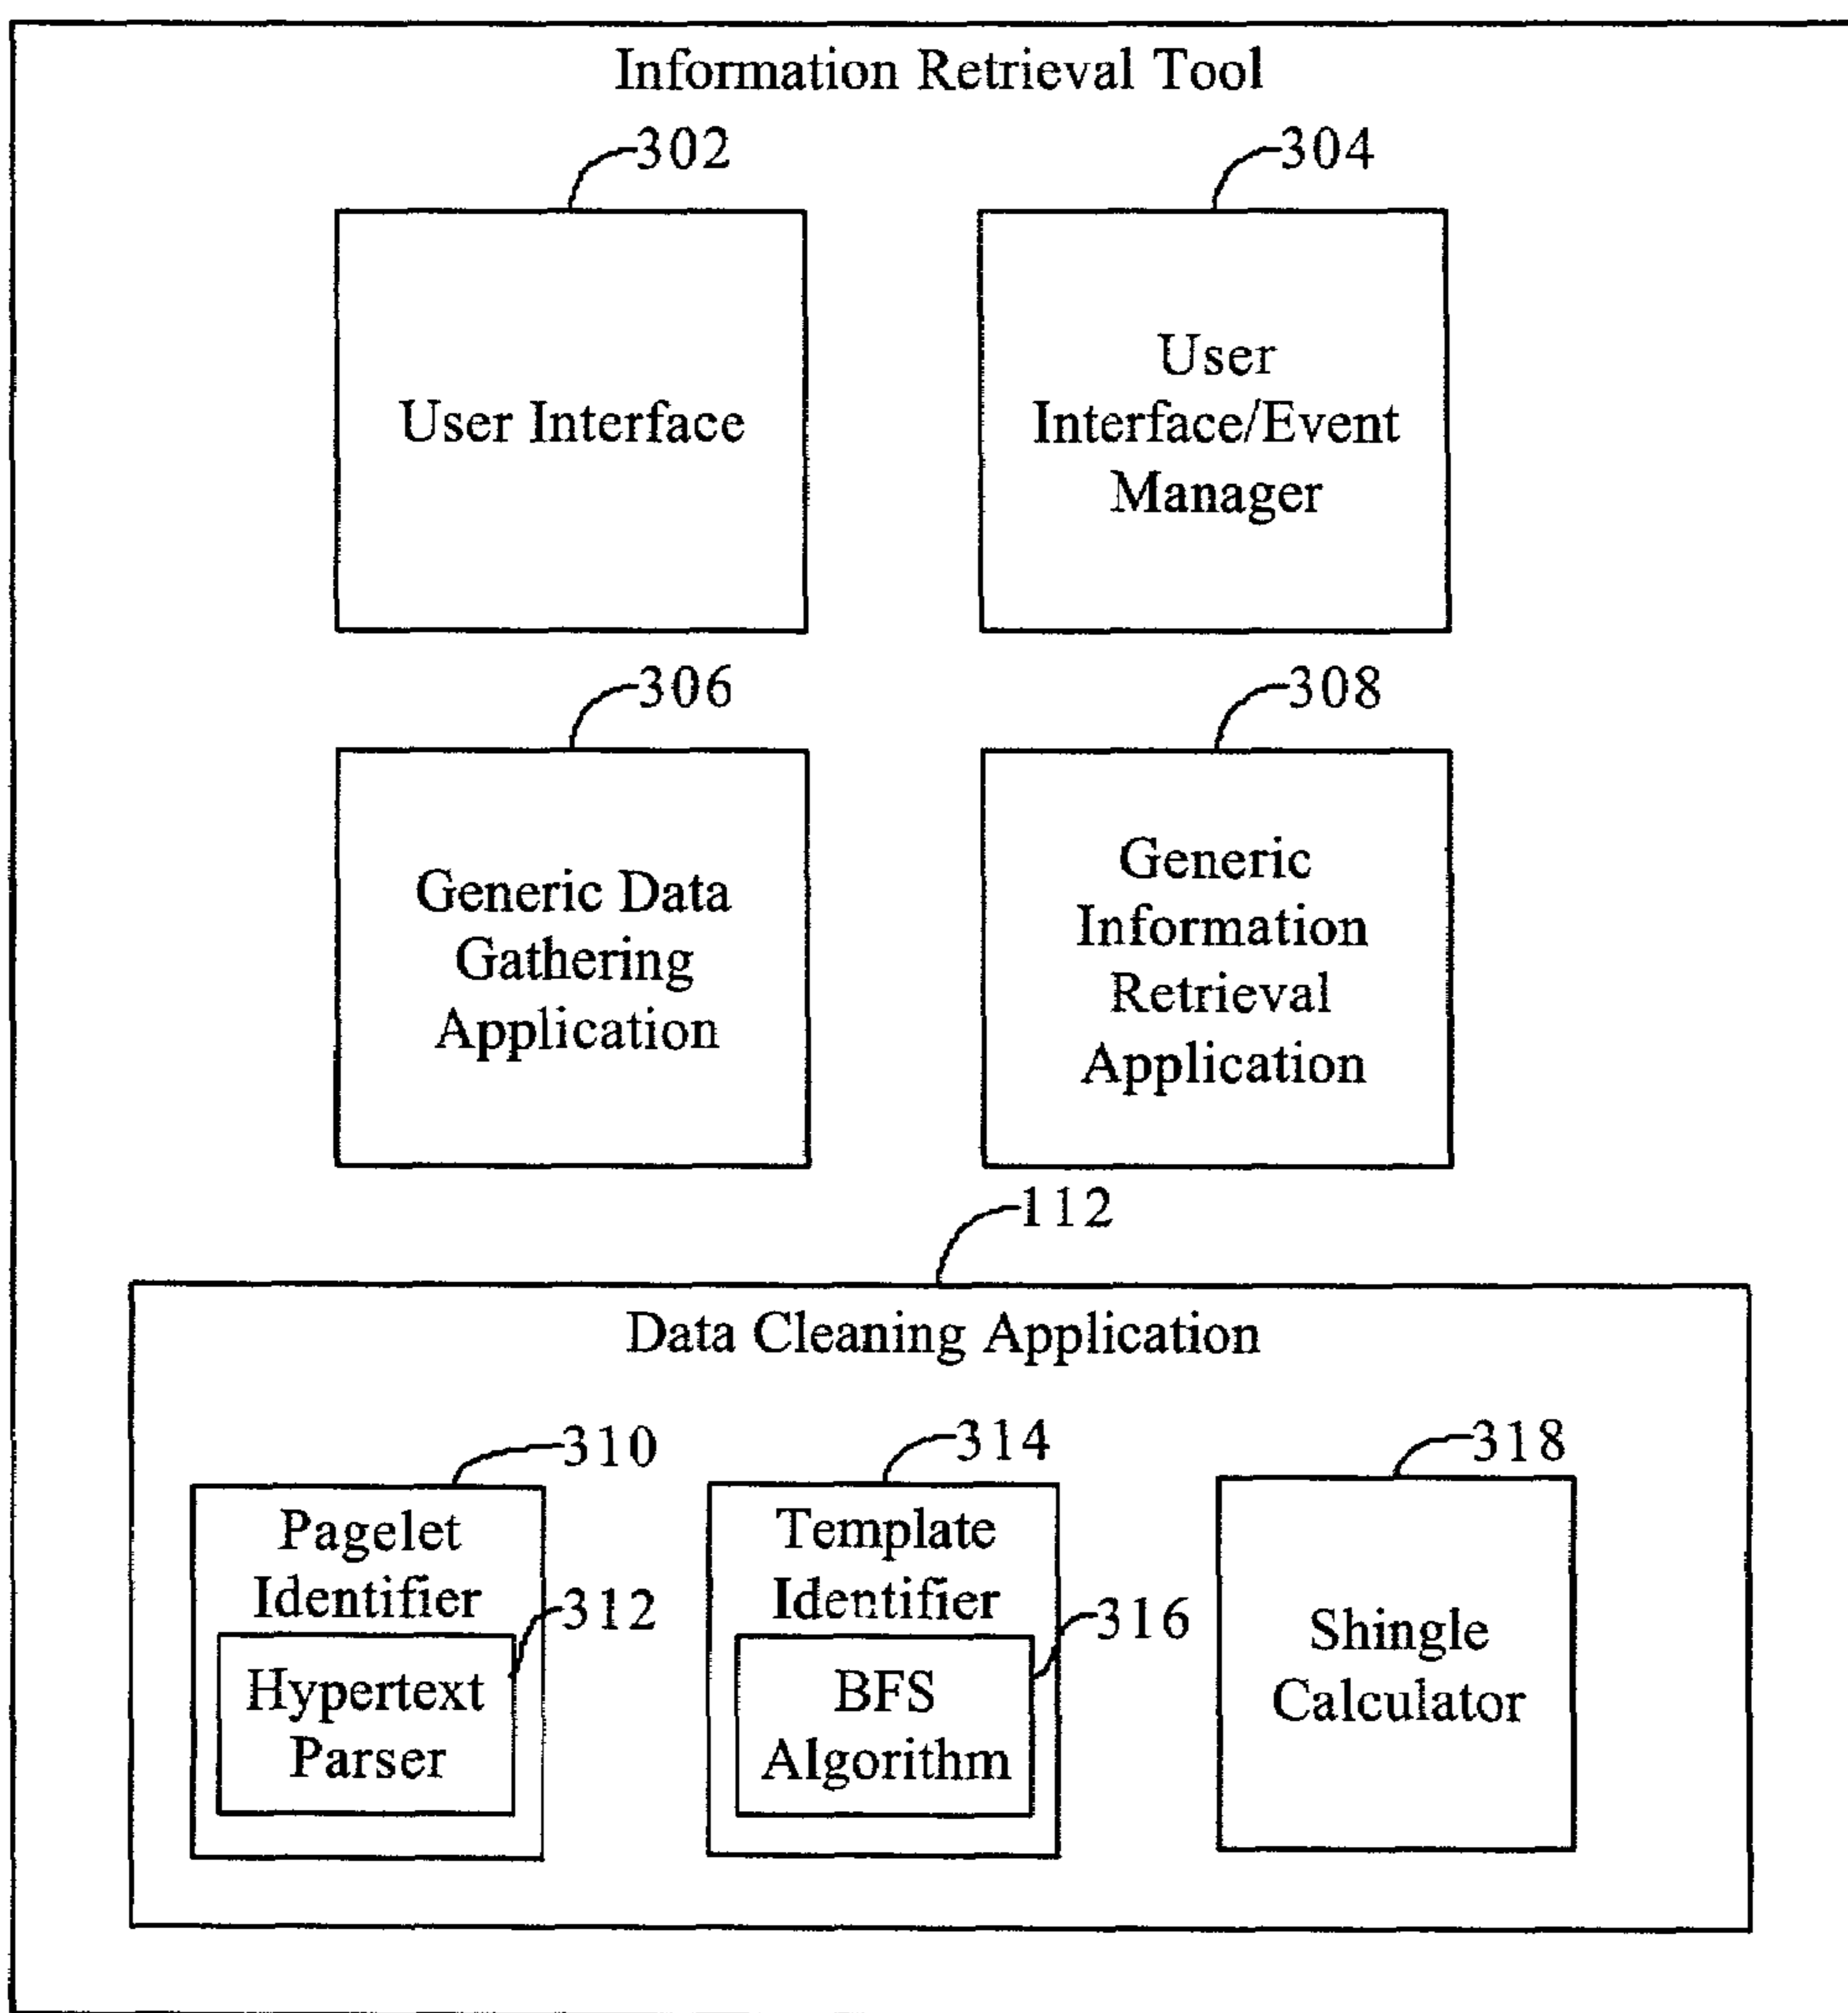 Information Retrieval Tool
302
304
User Interface
User
Interface/Event
Manager
306
308
Generic Data
Gathering
Application
Generic
Information
Retrieval
Application
112
Data Cleaning Application
310
314
318
Pagelet
Identifier
312
Hypertext
Parser
Template
Identifier
316
BFS
Algorithm
Shingle
Calculator